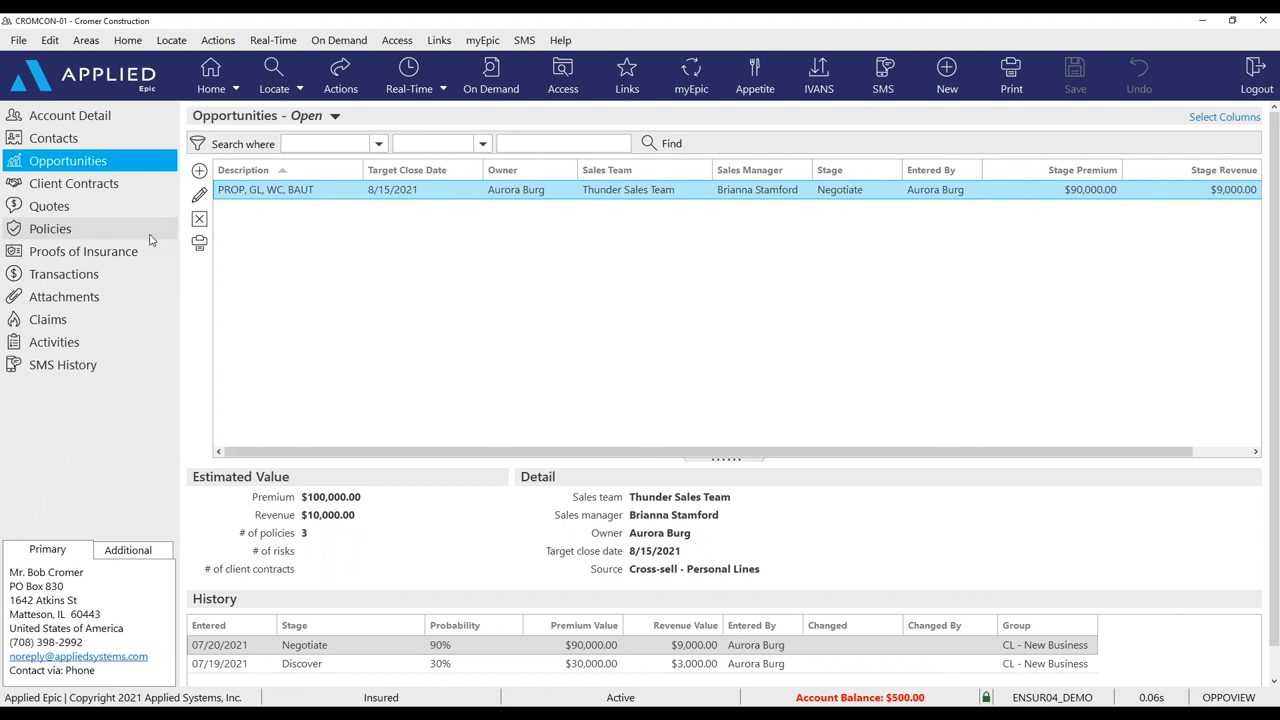 CROMCON-01 - Cromer Construction
File Edit Areas Home Locate Actions Real-Time On Demand Access Links myEpic SMS Help
APPLIED
Epic
Home Locate Actions Real-Time On Demand Access Links myEpic Appetite IVANS SMS New Print Save Undo Logout
Account Detail
Contacts
Opportunities
Client Contracts
Quotes
Policies
Proofs of Insurance
Transactions
Attachments
Claims
Activities
SMS History
Opportunities - Open
Select Columns
Search where
Find
Description Target Close Date Owner Sales Team Sales Manager Stage Entered By Stage Premium Stage Revenue
PROP, GL, WC, BAUT 8/15/2021 Aurora Burg Thunder Sales Team Brianna Stamford Negotiate Aurora Burg $90,000.00 $9,000.00
Estimated Value
Premium $100,000.00
Revenue $10,000.00
# of policies 3
# of risks
# of client contracts
Detail
Sales team Thunder Sales Team
Sales manager Brianna Stamford
Owner Aurora Burg
Target close date 8/15/2021
Source Cross-sell - Personal Lines
History
Entered Stage Probability Premium Value Revenue Value Entered By Changed Changed By Group
07/20/2021 Negotiate 90% $90,000.00 $9,000.00 Aurora Burg CL - New Business
07/19/2021 Discover 30% $30,000.00 $3,000.00 Aurora Burg CL - New Business
Primary Additional
Mr. Bob Cromer
PO Box 830
1642 Atkins St
Matteson, IL 60443
United States of America
(708) 398-2992
noreply@appliedsystems.com
Contact via: Phone
Applied Epic | Copyright 2021 Applied Systems, Inc. Insured Active Account Balance: $500.00 ENSUR04_DEMO 0.06s OPPOVIEW